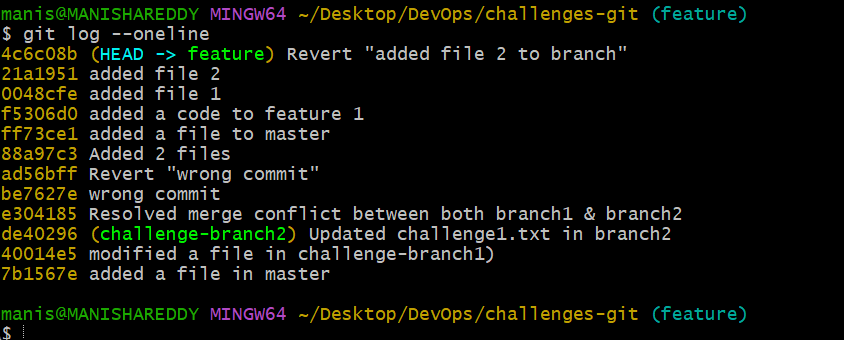 manis@MANISHAREDDY MINGW64 ~/Desktop/DevOps/challenges-git (feature)
$ git log --oneline
4c6c08b (HEAD -> feature) Revert "added file 2 to branch"
21a1951 added file 2
0048cfe added file 1
f5306d0 added a code to feature 1
ff73ce1 added a file to master
88a97c3 Added 2 files
ad56bff Revert "wrong commit"
be7627e wrong commit
e304185 Resolved merge conflict between both branch1 & branch2
de40296 (challenge-branch2) Updated challenge1.txt in branch2
40014e5 modified a file in challenge-branch1)
7b1567e added a file in master
manis@MANISHAREDDY MINGW64 ~/Desktop/DevOps/challenges-git (feature)
$